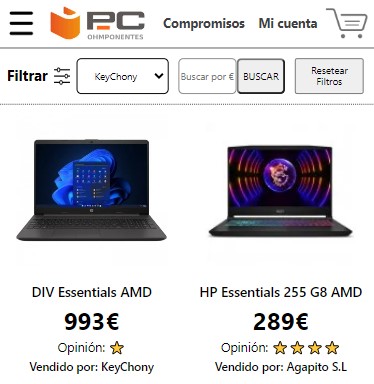 PC
OHMPONENTES
Compromisos
Mi cuenta
Filtrar
KeyChony
Buscar por €
BUSCAR
Resetear
Filtros
DIV Essentials AMD
993€
Opinión:
Vendido por: KeyChony
HP Essentials 255 G8 AMD
289€
Opinión:
Vendido por: Agapito S.L